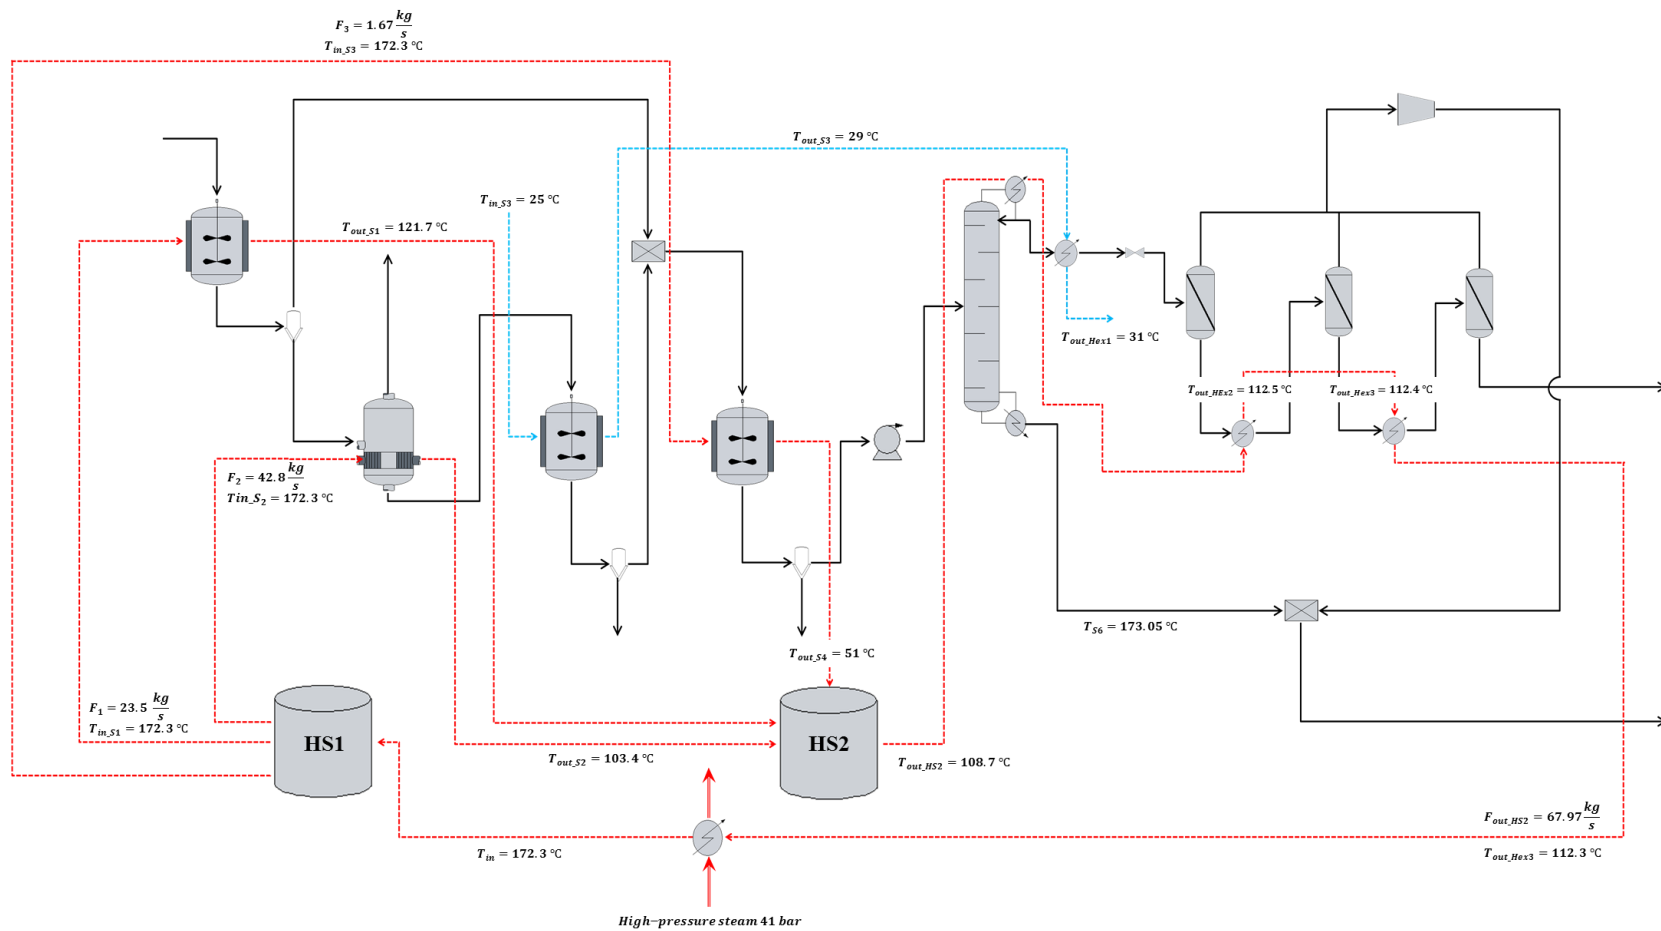 F₃ = 1.67 kg/s
T_in_S3 = 172.3 ℃
T_out_S3 = 29 ℃
T_in_S3 = 25 ℃
T_out_S1 = 121.7 ℃
T_out_Hex1 = 31 ℃
T_out_HEx2 = 112.5 ℃
T_out_Hex3 = 112.4 ℃
F₂ = 42.8 kg/s
Tin_S₂ = 172.3 ℃
T_S6 = 173.05 ℃
T_out_S4 = 51 ℃
F₁ = 23.5 kg/s
T_in_S1 = 172.3 ℃
HS1
HS2
T_out_S2 = 103.4 ℃
T_out_HS2 = 108.7 ℃
F_out_HS2 = 67.97 kg/s
T_in = 172.3 ℃
T_out_Hex3 = 112.3 ℃
High−pressure steam 41 bar